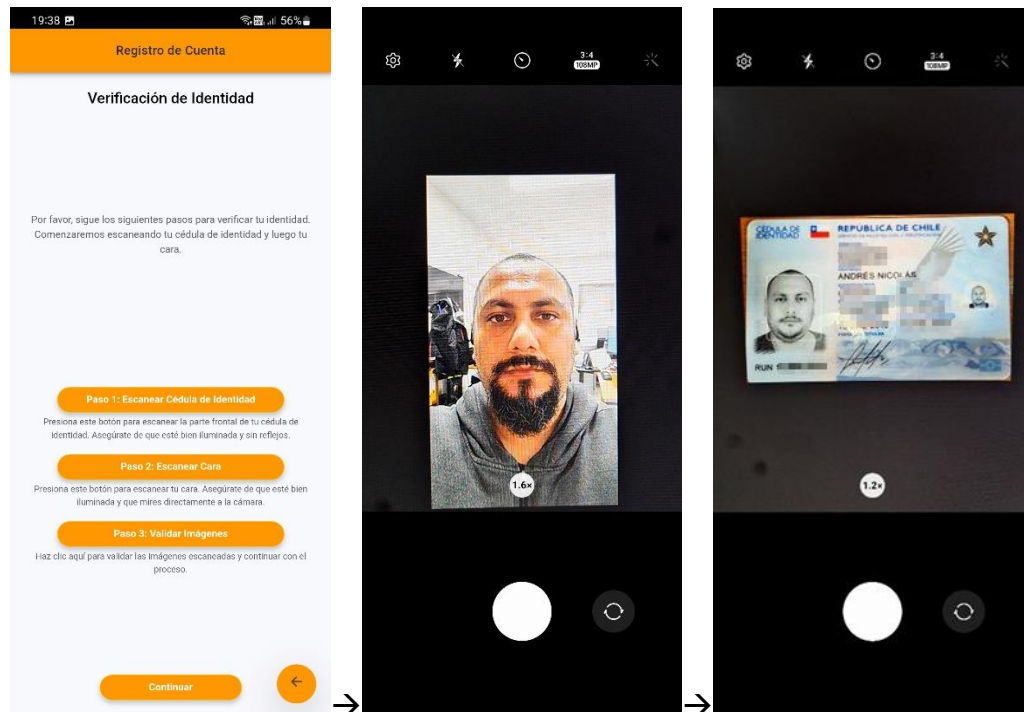 19:38
56%
Registro de Cuenta
Verificación de Identidad
Por favor, sigue los siguientes pasos para verificar tu identidad.
Comenzaremos escaneando tu cédula de identidad y luego tu
cara.
Paso 1: Escanear Cédula de Identidad
Presiona este botón para escanear la parte frontal de tu cédula de
identidad. Asegúrate de que esté bien iluminada y sin reflejos.
Paso 2: Escanear Cara
Presiona este botón para escanear tu cara. Asegúrate de que esté bien
iluminada y que mires directamente a la cámara.
Paso 3: Validar Imágenes
Haz clic aquí para validar las imágenes escaneadas y continuar con el
proceso.
Continuar
→
3:4
108MP
1.6×
→
3:4
108MP
CÉDULA DE
IDENTIDAD
REPÚBLICA DE CHILE
ANDRÉS NICOLÁS
RUN
1.2×